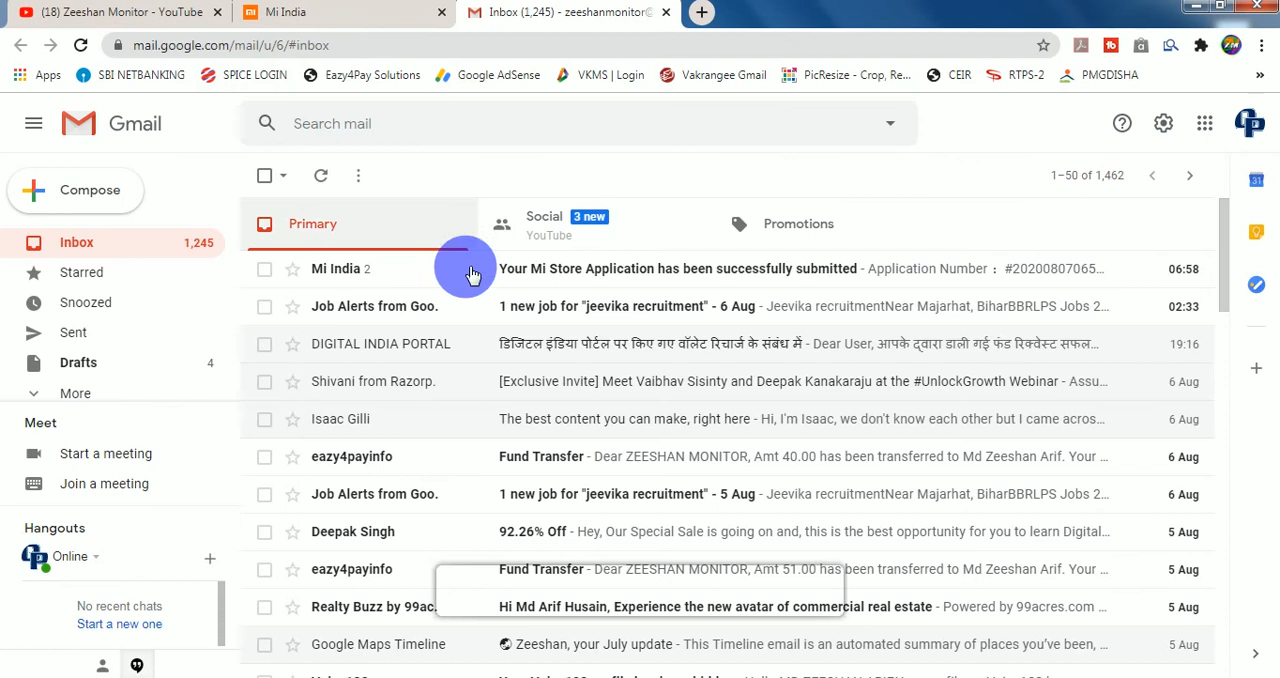 (18) Zeeshan Monitor - YouTube
Mi India
Inbox (1,245) - zeeshanmonitor@
mail.google.com/mail/u/6/#inbox
Apps SBI NETBANKING SPICE LOGIN Eazy4Pay Solutions Google AdSense VKMS | Login Vakrangee Gmail PicResize - Crop, Re... CEIR RTPS-2 PMGDISHA »
Gmail
Search mail
Compose
1–50 of 1,462
Primary
Social 3 new
YouTube
Promotions
Inbox 1,245
Starred
Snoozed
Sent
Drafts 4
More
Meet
Start a meeting
Join a meeting
Hangouts
Online
No recent chats
Start a new one
Mi India 2 Your Mi Store Application has been successfully submitted - Application Number : #20200807065... 06:58
Job Alerts from Goo. 1 new job for "jeevika recruitment" - 6 Aug - Jeevika recruitmentNear Majarhat, BiharBBRLPS Jobs 2... 02:33
DIGITAL INDIA PORTAL डिजिटल इंडिया पोर्टल पर किए गए वॉलेट रिचार्ज के संबंध में - Dear User, आपके द्वारा डाली गई फंड रिक्वेस्ट सफल... 19:16
Shivani from Razorp. [Exclusive Invite] Meet Vaibhav Sisinty and Deepak Kanakaraju at the #UnlockGrowth Webinar - Assu... 6 Aug
Isaac Gilli The best content you can make, right here - Hi, I'm Isaac, we don't know each other but I came acros... 6 Aug
eazy4payinfo Fund Transfer - Dear ZEESHAN MONITOR, Amt 40.00 has been transferred to Md Zeeshan Arif. Your ... 6 Aug
Job Alerts from Goo. 1 new job for "jeevika recruitment" - 5 Aug - Jeevika recruitmentNear Majarhat, BiharBBRLPS Jobs 2... 6 Aug
Deepak Singh 92.26% Off - Hey, Our Special Sale is going on and, this is the best opportunity for you to learn Digital... 5 Aug
eazy4payinfo Fund Transfer - Dear ZEESHAN MONITOR, Amt 51.00 has been transferred to Md Zeeshan Arif. Your ... 5 Aug
Realty Buzz by 99ac. Hi Md Arif Husain, Experience the new avatar of commercial real estate - Powered by 99acres.com ... 5 Aug
Google Maps Timeline Zeeshan, your July update - This Timeline email is an automated summary of places you've been, ... 5 Aug